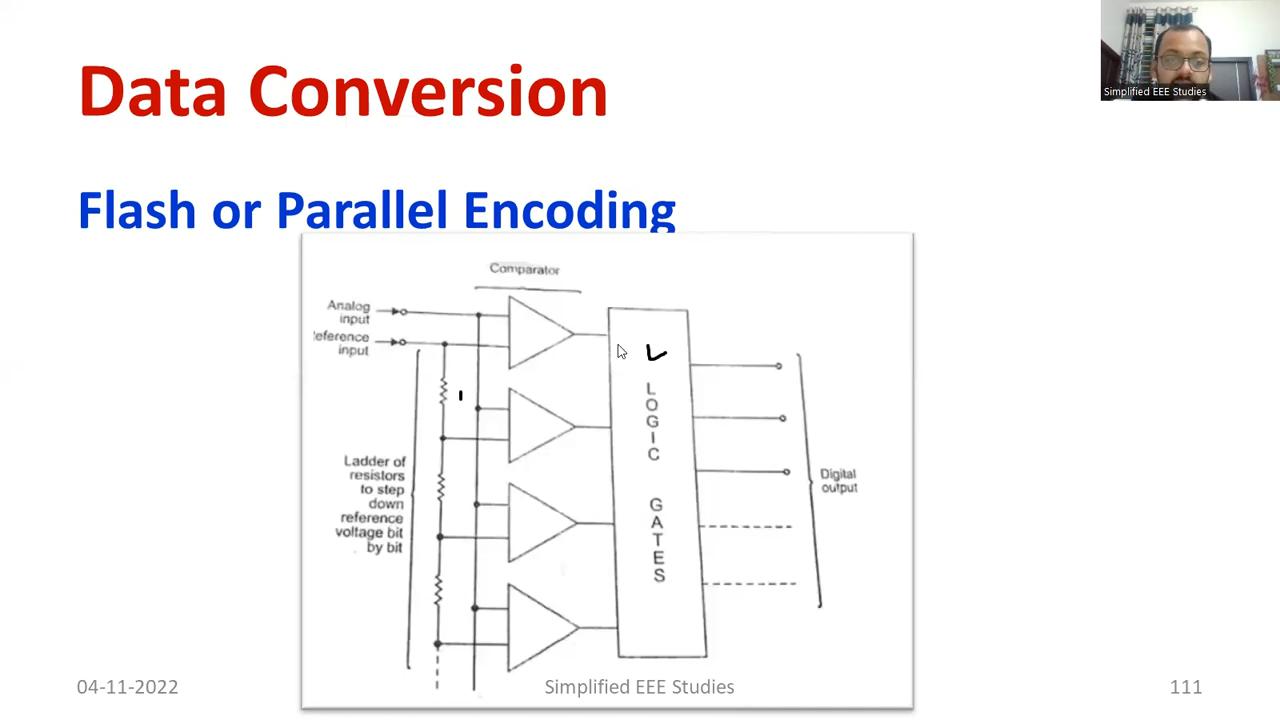 Data Conversion
Simplified EEE Studies
Flash or Parallel Encoding
Comparator
Analog
input
eference
input
Ladder of
resistors
to step
down
reference
voltage bit
by bit
LOGIC
GATES
Digital
output
04-11-2022
Simplified EEE Studies
111